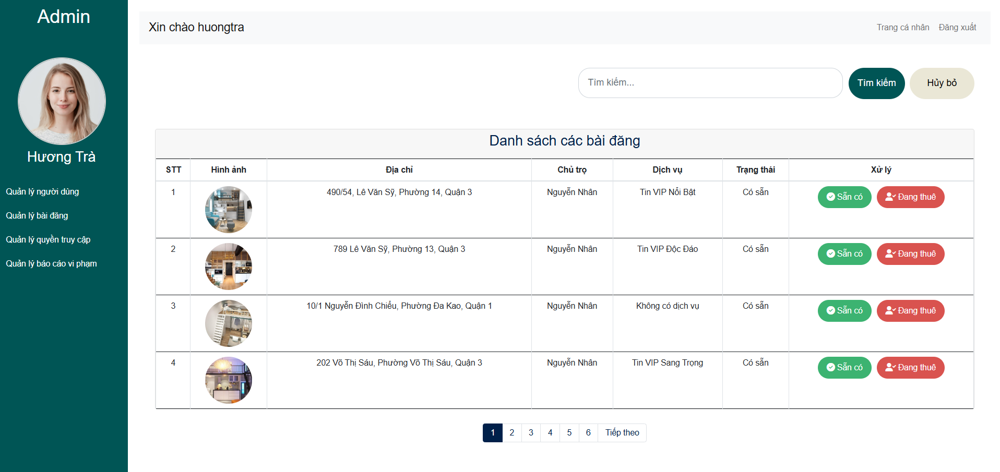 Admin
Hương Trà
Quản lý người dùng
Quản lý bài đăng
Quản lý quyền truy cập
Quản lý báo cáo vi phạm
Xin chào huongtra
Trang cá nhân Đăng xuất
Tìm kiếm... Tìm kiếm Hủy bỏ
Danh sách các bài đăng
STT Hình ảnh Địa chỉ Chủ trọ Dịch vụ Trạng thái Xử lý
1 490/54, Lê Văn Sỹ, Phường 14, Quận 3 Nguyễn Nhân Tin VIP Nổi Bật Có sẵn Sẵn có Đang thuê
2 789 Lê Văn Sỹ, Phường 13, Quận 3 Nguyễn Nhân Tin VIP Độc Đáo Có sẵn Sẵn có Đang thuê
3 10/1 Nguyễn Đình Chiểu, Phường Đa Kao, Quận 1 Nguyễn Nhân Không có dịch vụ Có sẵn Sẵn có Đang thuê
4 202 Võ Thị Sáu, Phường Võ Thị Sáu, Quận 3 Nguyễn Nhân Tin VIP Sang Trọng Có sẵn Sẵn có Đang thuê
1 2 3 4 5 6 Tiếp theo